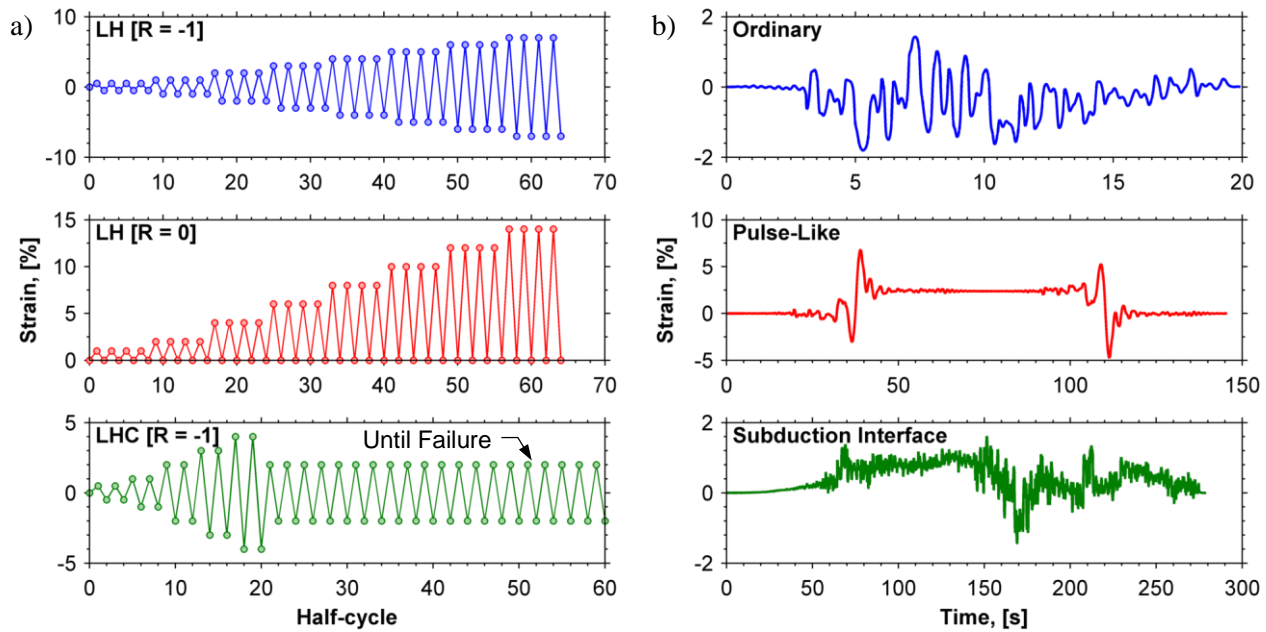 a)
LH [R = -1]
10
0
-10
0 10 20 30 40 50 60 70
LH [R = 0]
15
10
5
0
0 10 20 30 40 50 60 70
Strain, [%]
LHC [R = -1]
Until Failure
5
0
-5
0 10 20 30 40 50 60
Half-cycle
b)
Ordinary
2
0
-2
0 5 10 15 20
Pulse-Like
10
5
0
-5
0 50 100 150
Strain, [%]
Subduction Interface
2
0
-2
0 50 100 150 200 250 300
Time, [s]